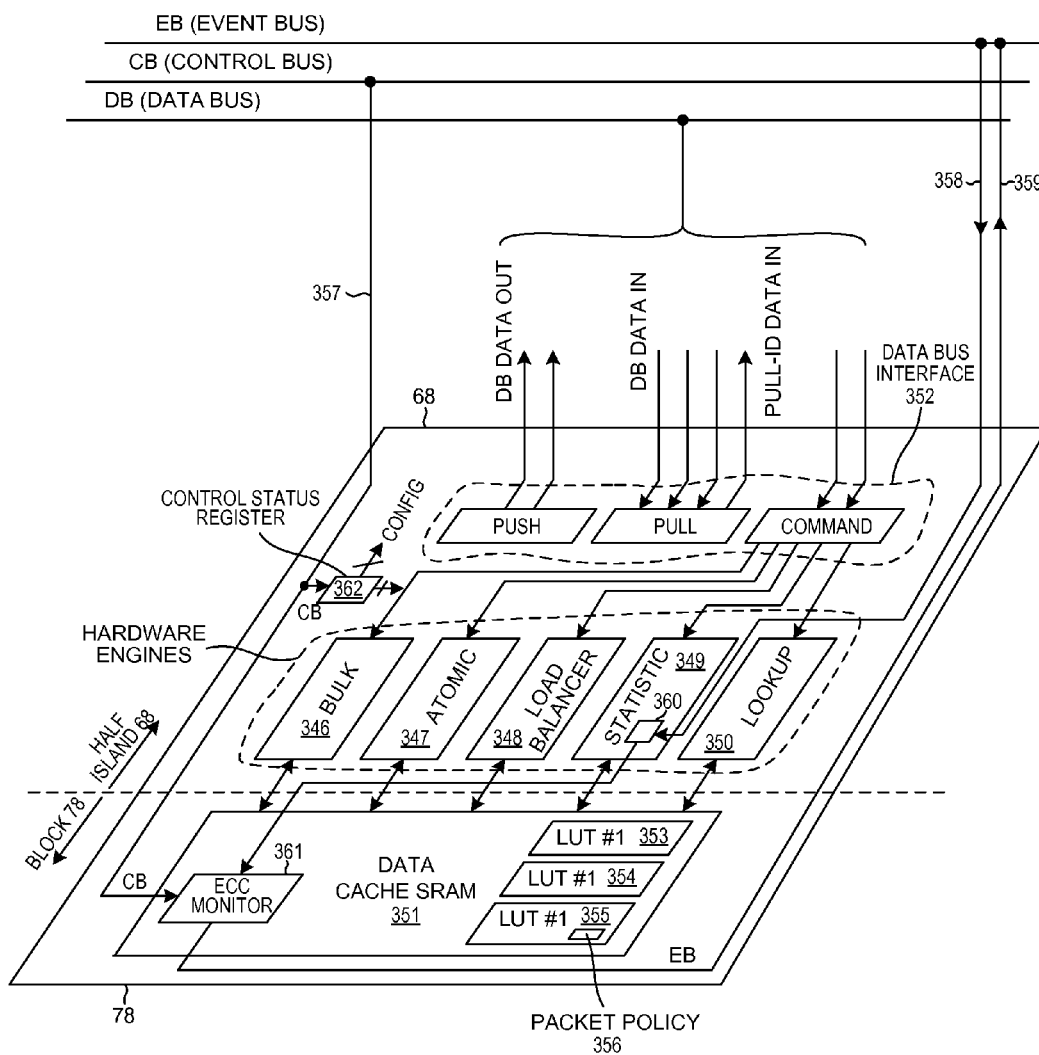 EB (EVENT BUS)
CB (CONTROL BUS)
DB (DATA BUS)
358
359
357
DB DATA OUT
DB DATA IN
PULL-ID DATA IN
DATA BUS
INTERFACE
352
68
CONTROL STATUS
REGISTER
CONFIG
362
CB
PUSH
PULL
COMMAND
HARDWARE
ENGINES
BULK
346
ATOMIC
347
LOAD
BALANCER
348
STATISTIC
349
360
LOOKUP
350
HALF
ISLAND 68
BLOCK 78
CB
361
ECC
MONITOR
DATA
CACHE SRAM
351
LUT #1 353
LUT #1 354
LUT #1 355
EB
78
PACKET POLICY
356